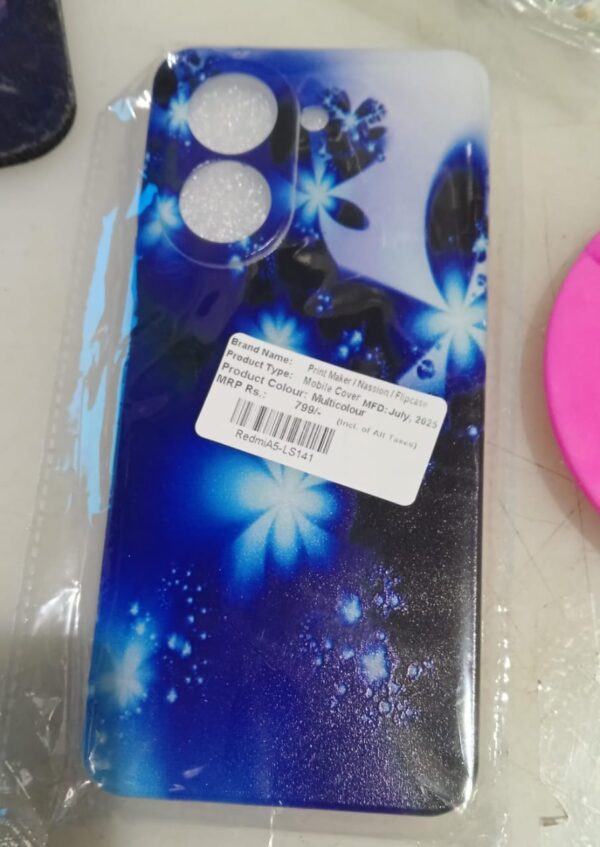 Brand Name: Print Maker / Nassion / Flipcase
Product Type: Mobile Cover MFD:July, 2025
Product Colour: Multicolour
MRP Rs.: 799/- (Incl. of All Taxes)
RedmiA5-LS141